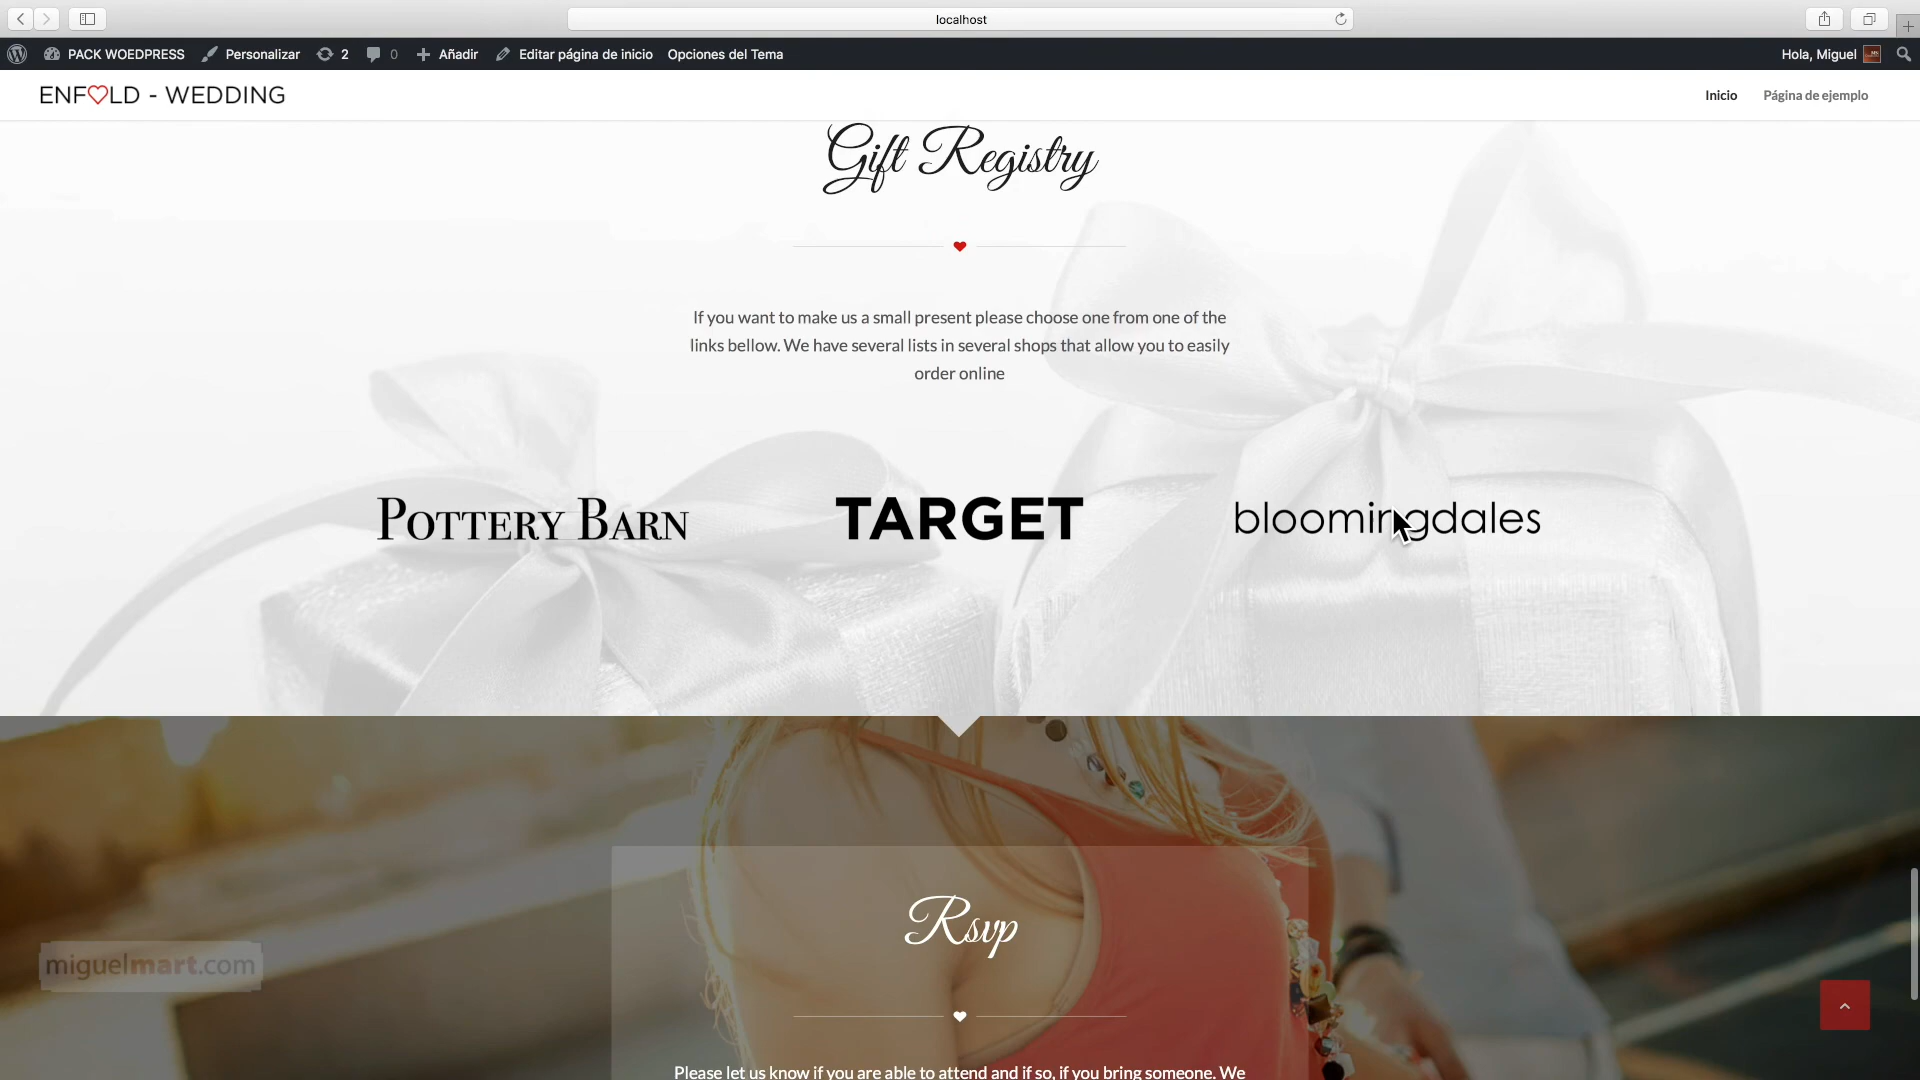 localhost
PACK WOEDPRESS Personalizar 2 0 Añadir Editar página de inicio Opciones del Tema Hola, Miguel
ENF LD - WEDDING Inicio Página de ejemplo
Gift Registry
If you want to make us a small present please choose one from one of the
links bellow. We have several lists in several shops that allow you to easily
order online
POTTERY BARN TARGET bloomingdales
Rsvp
miguelmart.com
Please let us know if you are able to attend and if so, if you bring someone. We